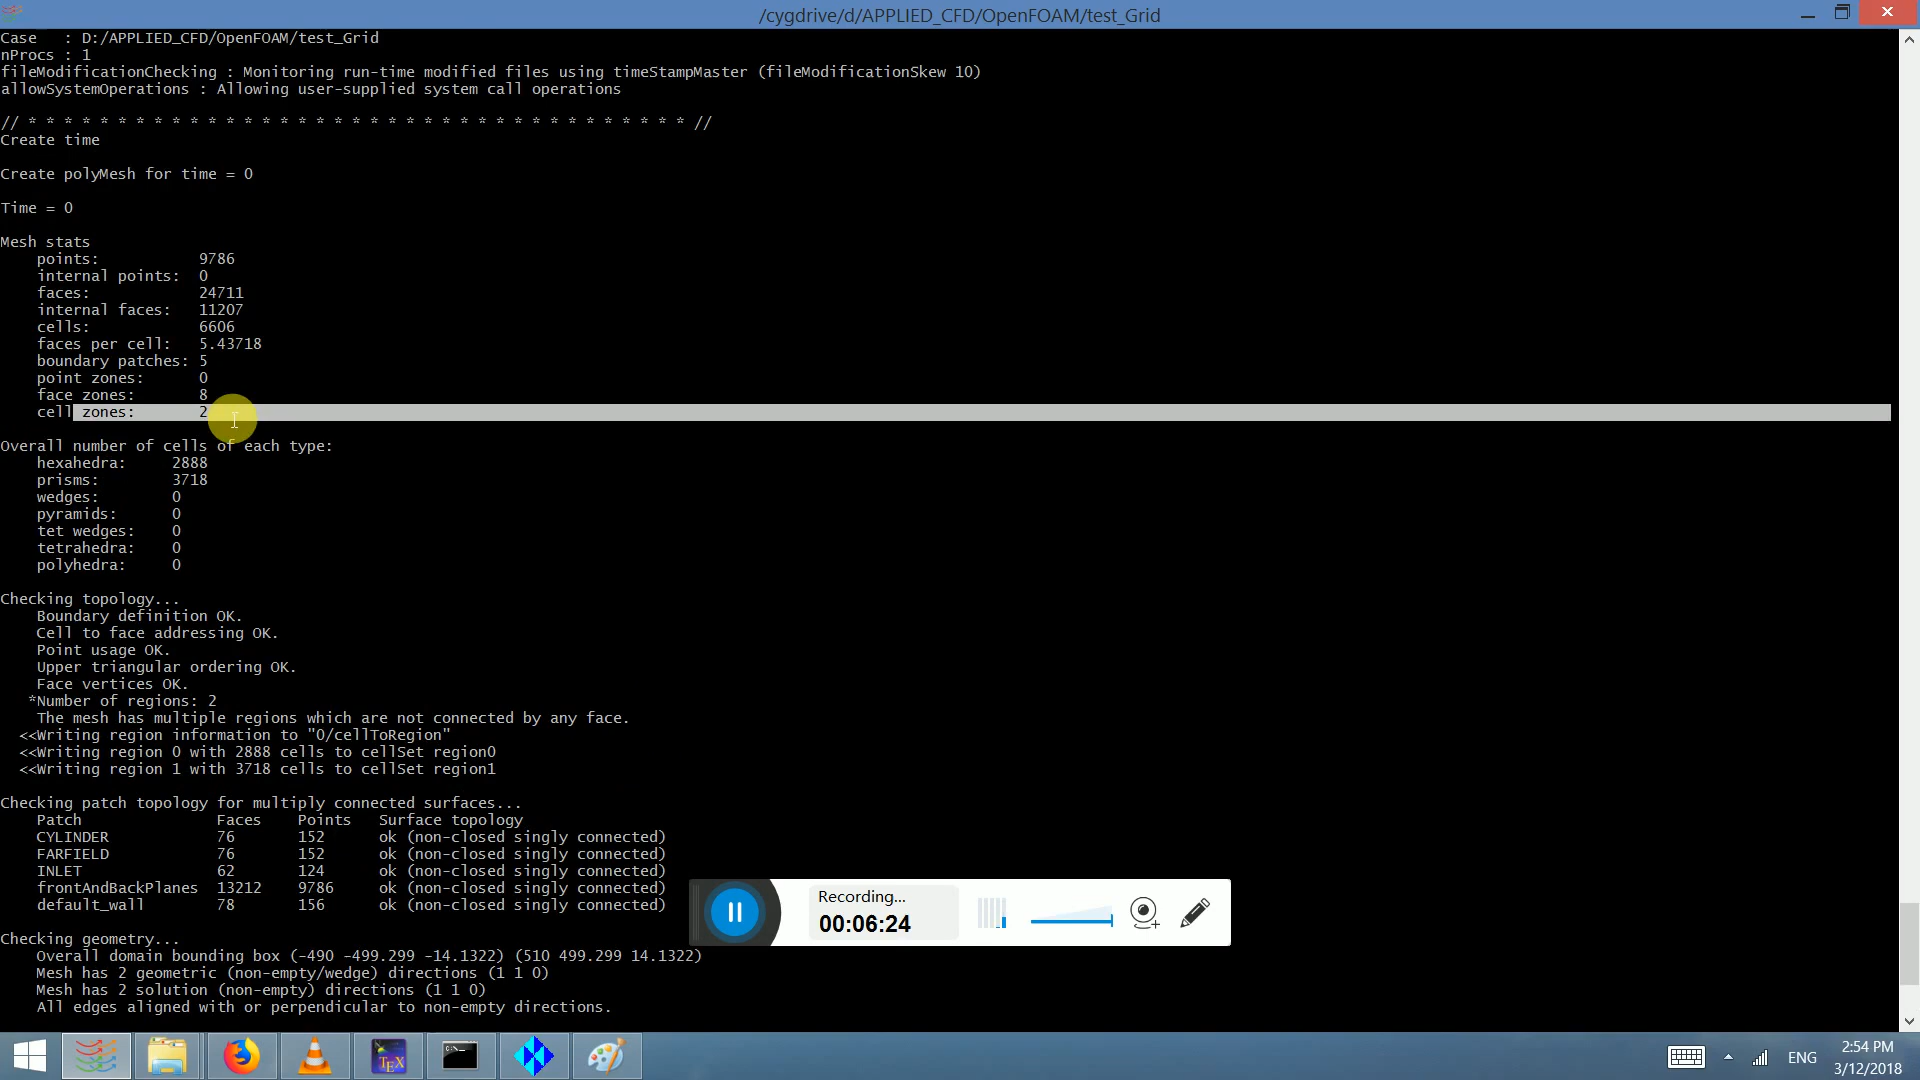 /cygdrive/d/APPLIED_CFD/OpenFOAM/test_Grid
Case   : D:/APPLIED_CFD/OpenFOAM/test_Grid
nProcs : 1
fileModificationChecking : Monitoring run-time modified files using timeStampMaster (fileModificationSkew 10)
allowSystemOperations : Allowing user-supplied system call operations
// * * * * * * * * * * * * * * * * * * * * * * * * * * * * * * * * * * * * * //
Create time
Create polyMesh for time = 0
Time = 0
Mesh stats
points:           9786
internal points:  0
faces:            24711
internal faces:   11207
cells:            6606
faces per cell:   5.43718
boundary patches: 5
point zones:      0
face zones:       8
cell zones:       2
Overall number of cells of each type:
hexahedra:     2888
prisms:        3718
wedges:        0
pyramids:      0
tet wedges:    0
tetrahedra:    0
polyhedra:     0
Checking topology...
Boundary definition OK.
Cell to face addressing OK.
Point usage OK.
Upper triangular ordering OK.
Face vertices OK.
*Number of regions: 2
The mesh has multiple regions which are not connected by any face.
<<Writing region information to "0/cellToRegion"
<<Writing region 0 with 2888 cells to cellSet region0
<<Writing region 1 with 3718 cells to cellSet region1
Checking patch topology for multiply connected surfaces...
Patch               Faces    Points   Surface topology
CYLINDER            76       152      ok (non-closed singly connected)
FARFIELD            76       152      ok (non-closed singly connected)
INLET               62       124      ok (non-closed singly connected)
frontAndBackPlanes  13212    9786     ok (non-closed singly connected)
default_wall        78       156      ok (non-closed singly connected)
Recording...
00:06:24
Checking geometry...
Overall domain bounding box (-490 -499.299 -14.1322) (510 499.299 14.1322)
Mesh has 2 geometric (non-empty/wedge) directions (1 1 0)
Mesh has 2 solution (non-empty) directions (1 1 0)
All edges aligned with or perpendicular to non-empty directions.
TEX
ENG
2:54 PM
3/12/2018